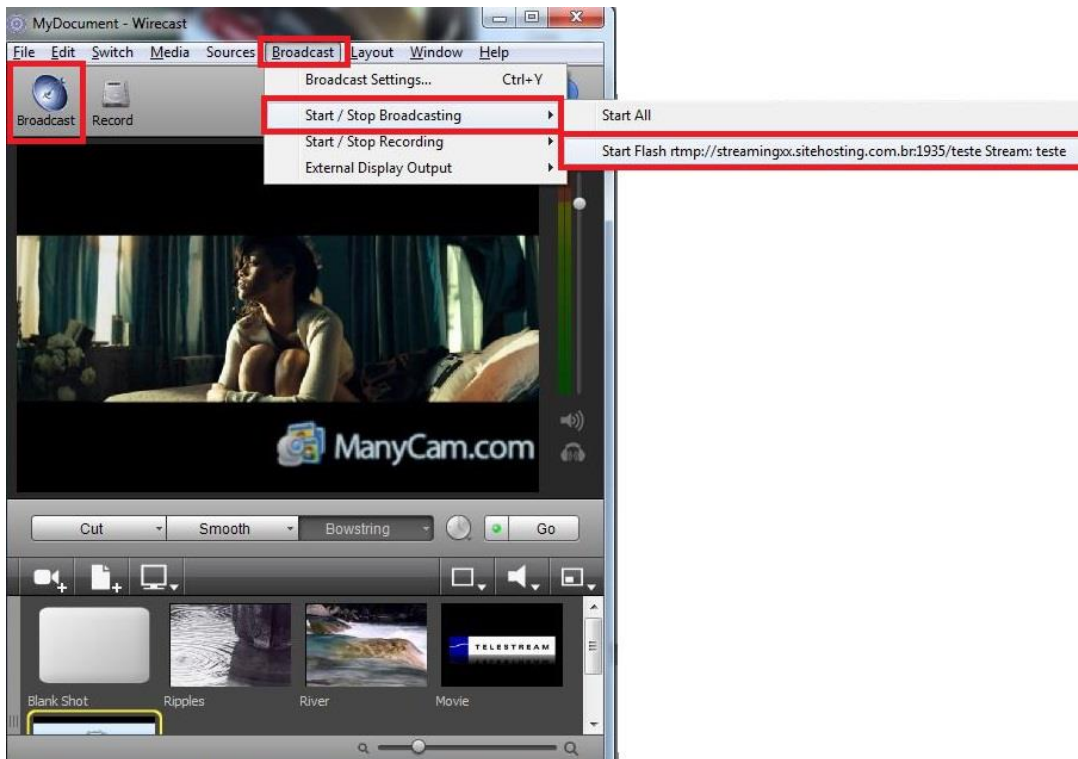 MyDocument - Wirecast
File Edit Switch Media Sources Broadcast Layout Window Help
Broadcast Settings... Ctrl+Y
Broadcast Record
Start / Stop Broadcasting
Start All
Start / Stop Recording
Start Flash rtmp://streamingxx.sitehosting.com.br:1935/teste Stream: teste
External Display Output
ManyCam.com
Cut Smooth Bowstring Go
TELESTREAM
Blank Shot Ripples River Movie